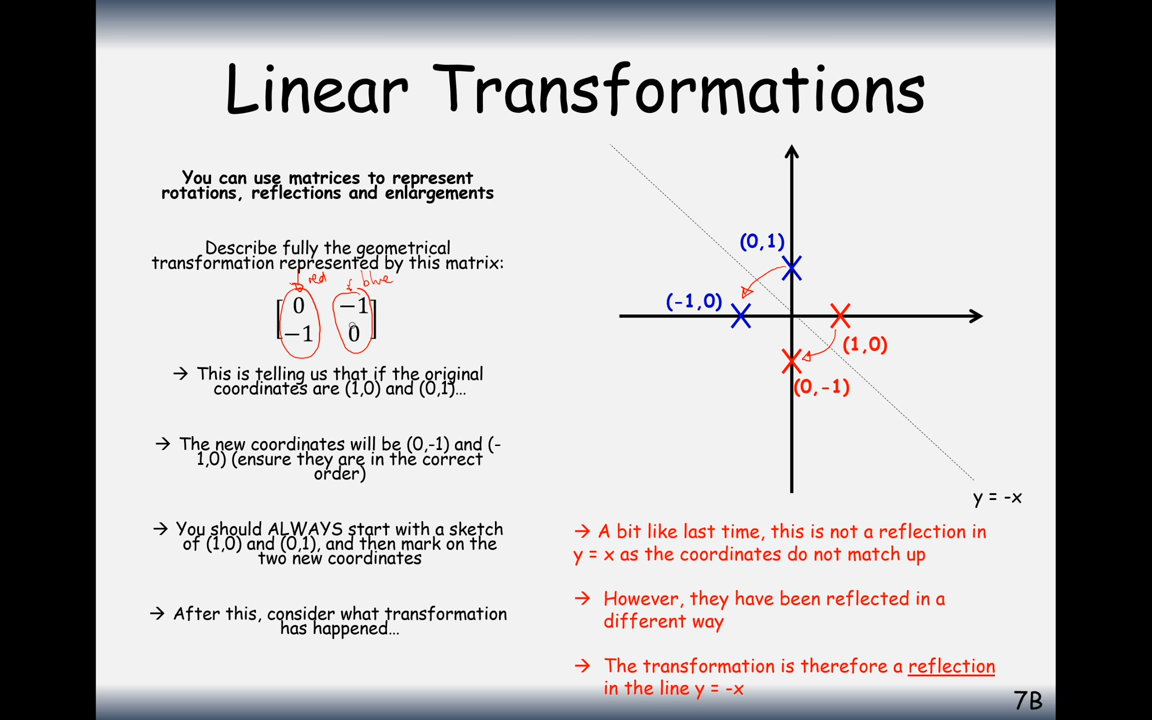 Linear Transformations
You can use matrices to represent
rotations, reflections and enlargements
Describe fully the geometrical
transformation represented by this matrix:
red blue
0 −1
−1 0
→ This is telling us that if the original
coordinates are (1,0) and (0,1)…
→ The new coordinates will be (0,-1) and (-
1,0) (ensure they are in the correct
order)
→ You should ALWAYS start with a sketch
of (1,0) and (0,1), and then mark on the
two new coordinates
→ After this, consider what transformation
has happened…
(0,1)
(-1,0)
(1,0)
(0,-1)
y = -x
→ A bit like last time, this is not a reflection in
y = x as the coordinates do not match up
→ However, they have been reflected in a
different way
→ The transformation is therefore a reflection
in the line y = -x
7B